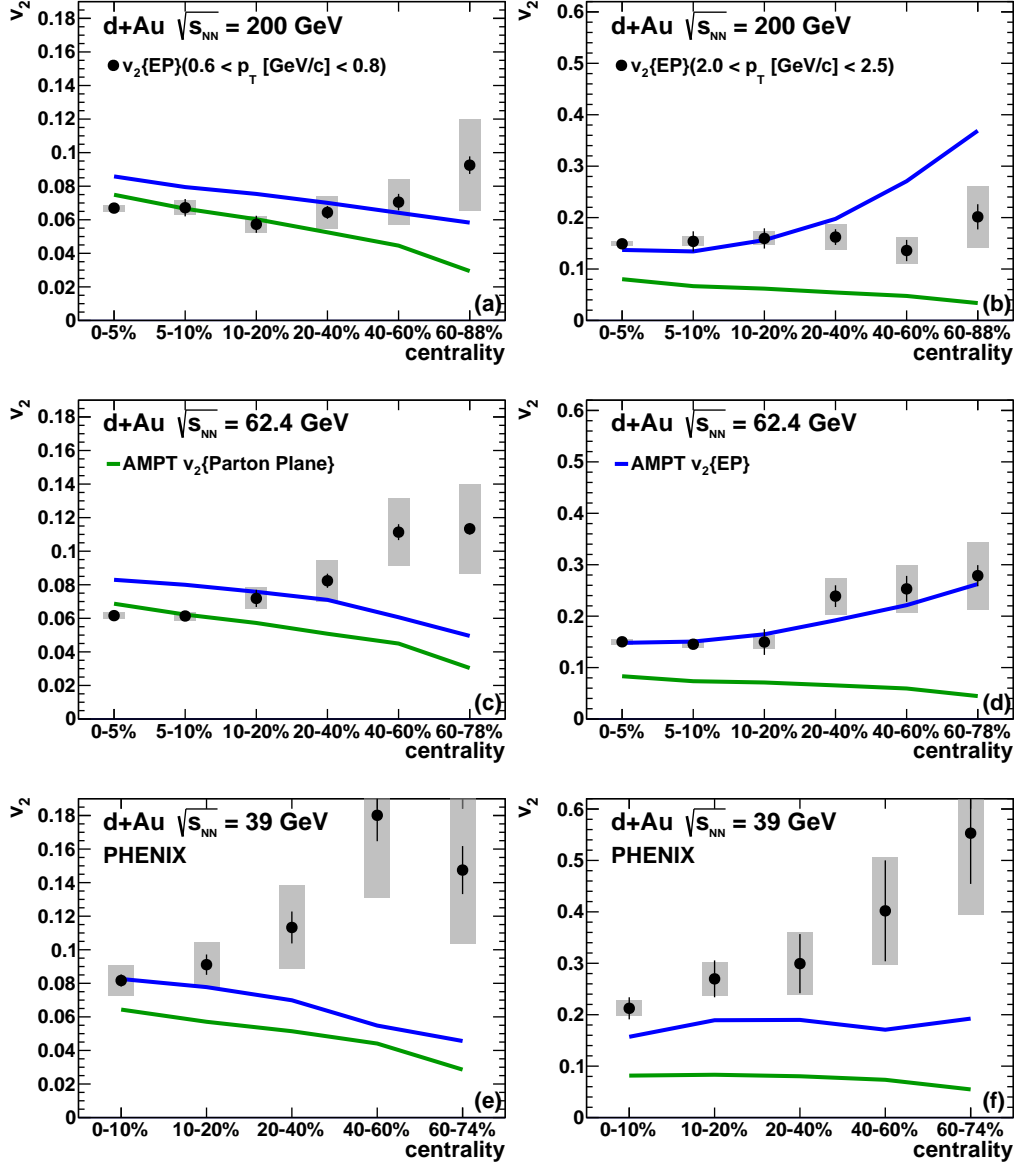 v2
d+Au √sNN = 200 GeV
v2{EP}(0.6 < pT [GeV/c] < 0.8)
0.18
0.16
0.14
0.12
0.1
0.08
0.06
0.04
0.02
0
(a)
0-5% 5-10% 10-20% 20-40% 40-60% 60-88%
centrality
v2
d+Au √sNN = 200 GeV
v2{EP}(2.0 < pT [GeV/c] < 2.5)
0.6
0.5
0.4
0.3
0.2
0.1
0
(b)
0-5% 5-10% 10-20% 20-40% 40-60% 60-88%
centrality
v2
d+Au √sNN = 62.4 GeV
AMPT v2{Parton Plane}
0.18
0.16
0.14
0.12
0.1
0.08
0.06
0.04
0.02
0
(c)
0-5% 5-10% 10-20% 20-40% 40-60% 60-78%
centrality
v2
d+Au √sNN = 62.4 GeV
AMPT v2{EP}
0.6
0.5
0.4
0.3
0.2
0.1
0
(d)
0-5% 5-10% 10-20% 20-40% 40-60% 60-78%
centrality
v2
d+Au √sNN = 39 GeV
PHENIX
0.18
0.16
0.14
0.12
0.1
0.08
0.06
0.04
0.02
0
(e)
0-10% 10-20% 20-40% 40-60% 60-74%
centrality
v2
d+Au √sNN = 39 GeV
PHENIX
0.6
0.5
0.4
0.3
0.2
0.1
0
(f)
0-10% 10-20% 20-40% 40-60% 60-74%
centrality